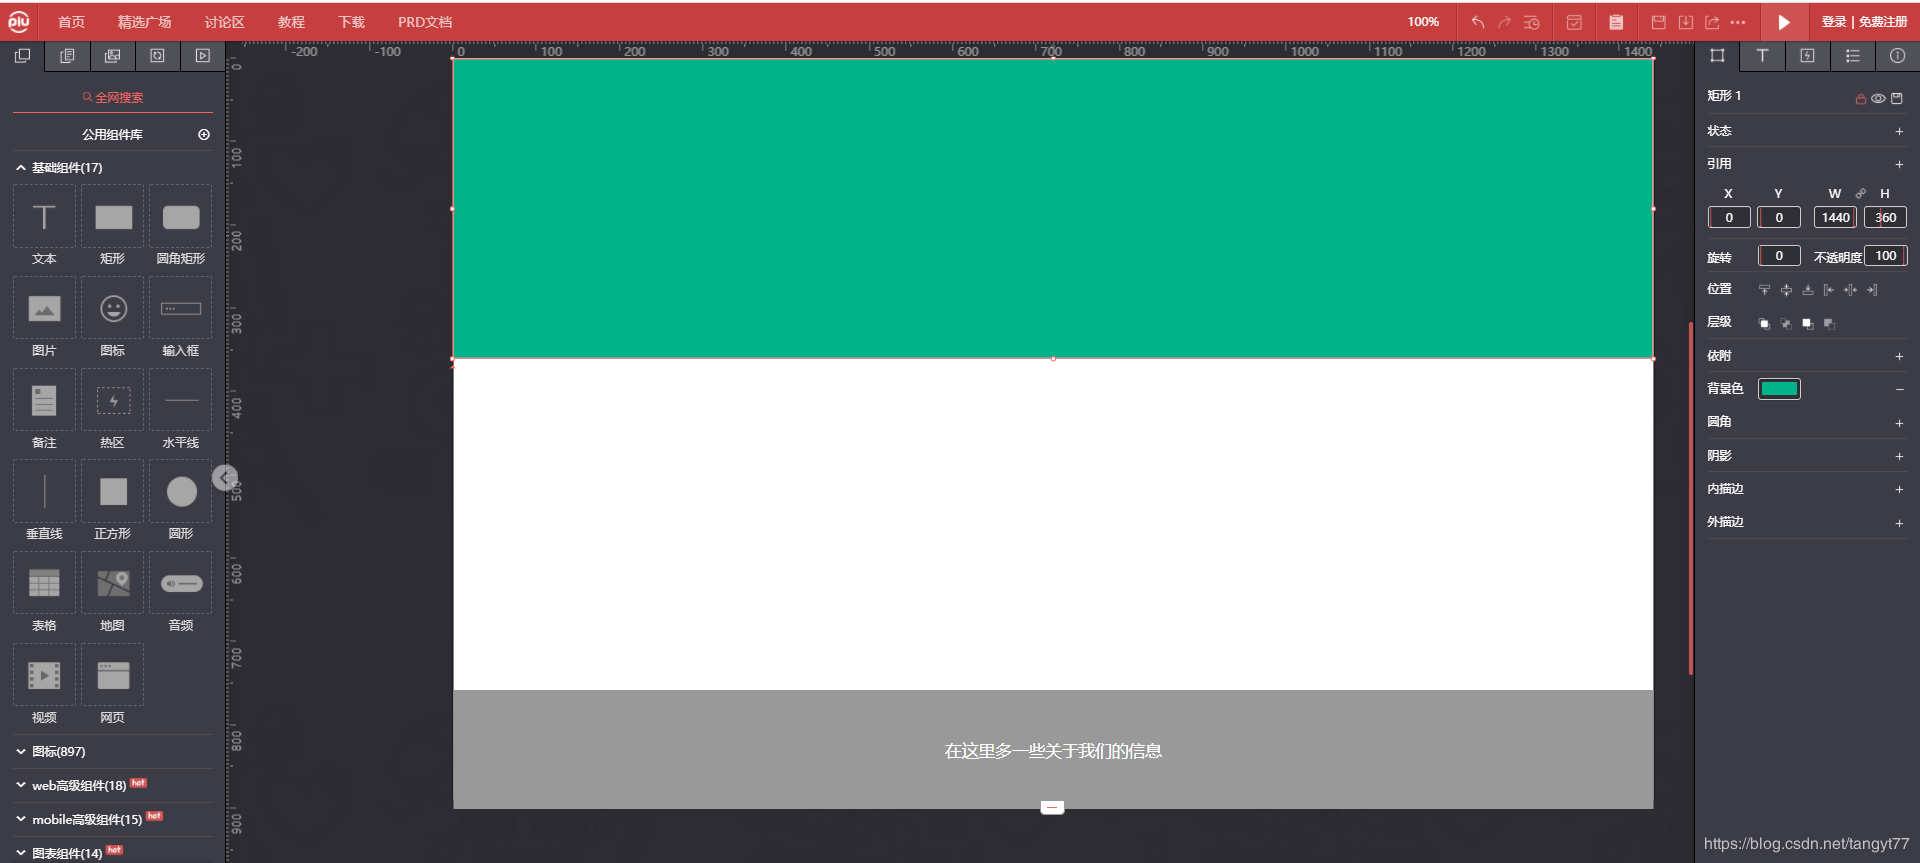 piu 首页 精选广场 讨论区 教程 下载 PRD文档 100% 登录 | 免费注册
-200 -100 0 100 200 300 400 500 600 700 800 900 1000 1100 1200 1300 1400
0
100
200
300
400
500
600
700
800
900
全网搜索
公用组件库
基础组件(17)
文本 矩形 圆角矩形
图片 图标 输入框
备注 热区 水平线
垂直线 正方形 圆形
表格 地图 音频
视频 网页
图标(897)
web高级组件(18) hot
mobile高级组件(15) hot
图表组件(14) hot
在这里多一些关于我们的信息
矩形 1
状态
引用
X Y W H
0 0 1440 360
旋转 0 不透明度 100
位置
层级
依附
背景色
圆角
阴影
内描边
外描边
https://blog.csdn.net/tangyt77